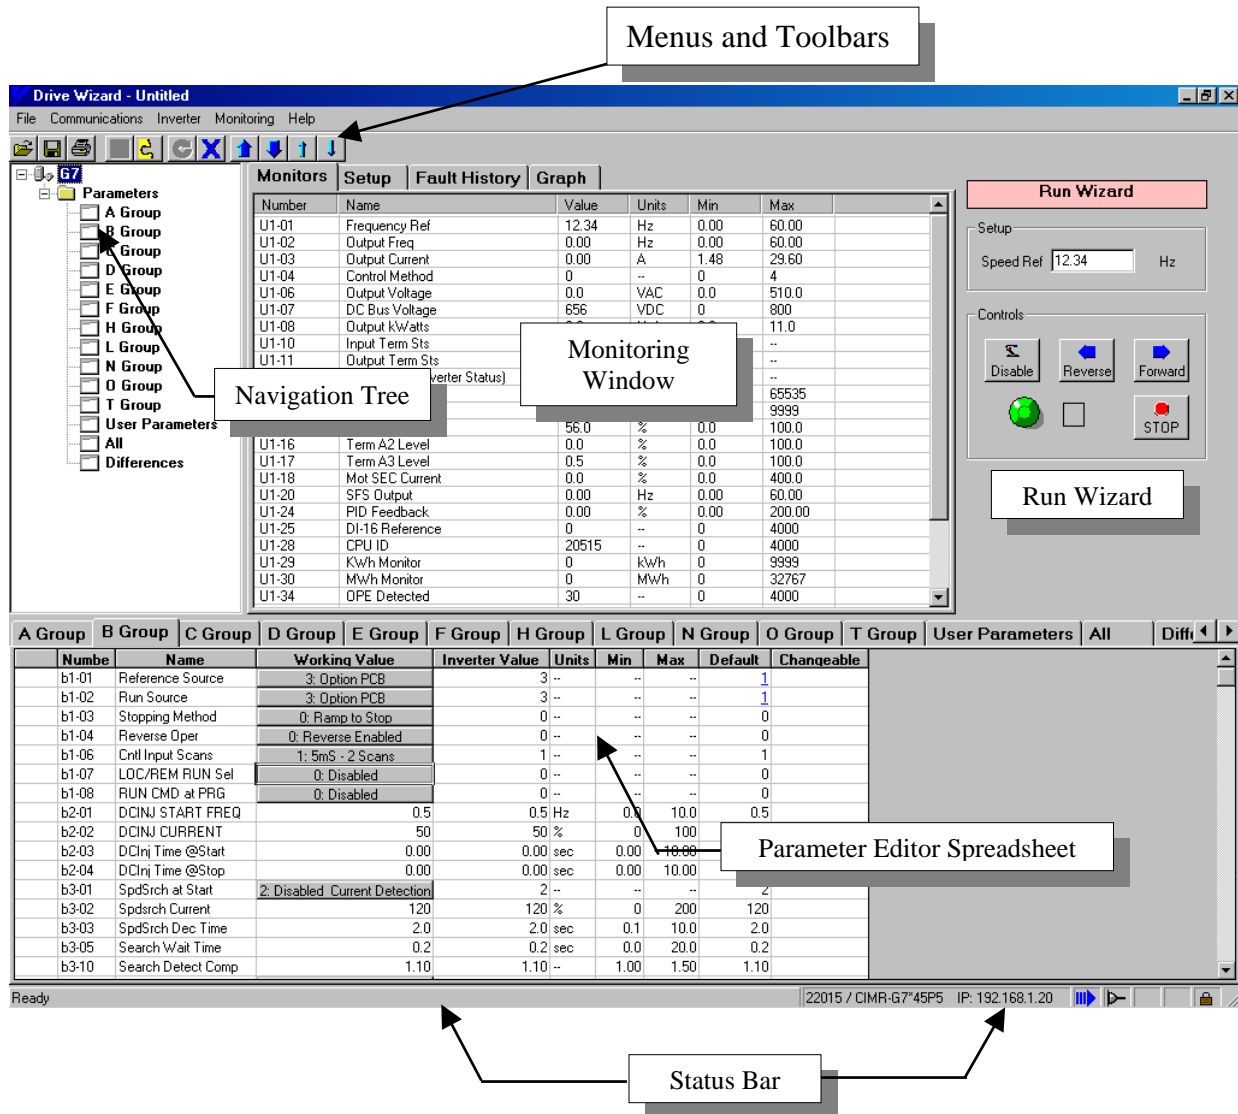 Menus and Toolbars
Drive Wizard - Untitled
File Communications Inverter Monitoring Help
G7
Parameters
A Group
B Group
Group
D Group
E Group
F Group
H Group
L Group
N Group
O Group
T Group
User Parameters
All
Differences
Navigation Tree
Monitors Setup Fault History Graph
Number Name Value Units Min Max
U1-01 Frequency Ref 12.34 Hz 0.00 60.00
U1-02 Output Freq 0.00 Hz 0.00 60.00
U1-03 Output Current 0.00 A 1.48 29.60
U1-04 Control Method 0 -- 0 4
U1-06 Output Voltage 0.0 VAC 0.0 510.0
U1-07 DC Bus Voltage 656 VDC 0 800
U1-08 Output kWatts 11.0
U1-10 Input Term Sts --
U1-11 Output Term Sts --
verter Status) --
65535
9999
56.0 % 0.0 100.0
U1-16 Term A2 Level 0.0 % 0.0 100.0
U1-17 Term A3 Level 0.5 % 0.0 100.0
U1-18 Mot SEC Current 0.0 % 0.0 400.0
U1-20 SFS Output 0.00 Hz 0.00 60.00
U1-24 PID Feedback 0.00 % 0.00 200.00
U1-25 DI-16 Reference 0 -- 0 4000
U1-28 CPU ID 20515 -- 0 4000
U1-29 KWh Monitor 0 kWh 0 9999
U1-30 MWh Monitor 0 MWh 0 32767
U1-34 OPE Detected 30 -- 0 4000
Monitoring
Window
Run Wizard
Setup
Speed Ref 12.34 Hz
Controls
Disable Reverse Forward
STOP
Run Wizard
A Group B Group C Group D Group E Group F Group H Group L Group N Group O Group T Group User Parameters All Diff
Numbe Name Working Value Inverter Value Units Min Max Default Changeable
b1-01 Reference Source 3: Option PCB 3 -- -- -- 1
b1-02 Run Source 3: Option PCB 3 -- -- -- 1
b1-03 Stopping Method 0: Ramp to Stop 0 -- -- -- 0
b1-04 Reverse Oper 0: Reverse Enabled 0 -- -- -- 0
b1-06 Cntl Input Scans 1: 5mS - 2 Scans 1 -- -- -- 1
b1-07 LOC/REM RUN Sel 0: Disabled 0 -- -- -- 0
b1-08 RUN CMD at PRG 0: Disabled 0 -- -- -- 0
b2-01 DCINJ START FREQ 0.5 0.5 Hz 0.0 10.0 0.5
b2-02 DCINJ CURRENT 50 50 % 0 100
b2-03 DCInj Time @Start 0.00 0.00 sec 0.00 10.00
b2-04 DCInj Time @Stop 0.00 0.00 sec 0.00 10.00
b3-01 SpdSrch at Start 2: Disabled Current Detection 2 -- -- -- 2
b3-02 Spdsrch Current 120 120 % 0 200 120
b3-03 SpdSrch Dec Time 2.0 2.0 sec 0.1 10.0 2.0
b3-05 Search Wait Time 0.2 0.2 sec 0.0 20.0 0.2
b3-10 Search Detect Comp 1.10 1.10 -- 1.00 1.50 1.10
Parameter Editor Spreadsheet
Ready 22015 / CIMR-G7*45P5 IP: 192.168.1.20
Status Bar